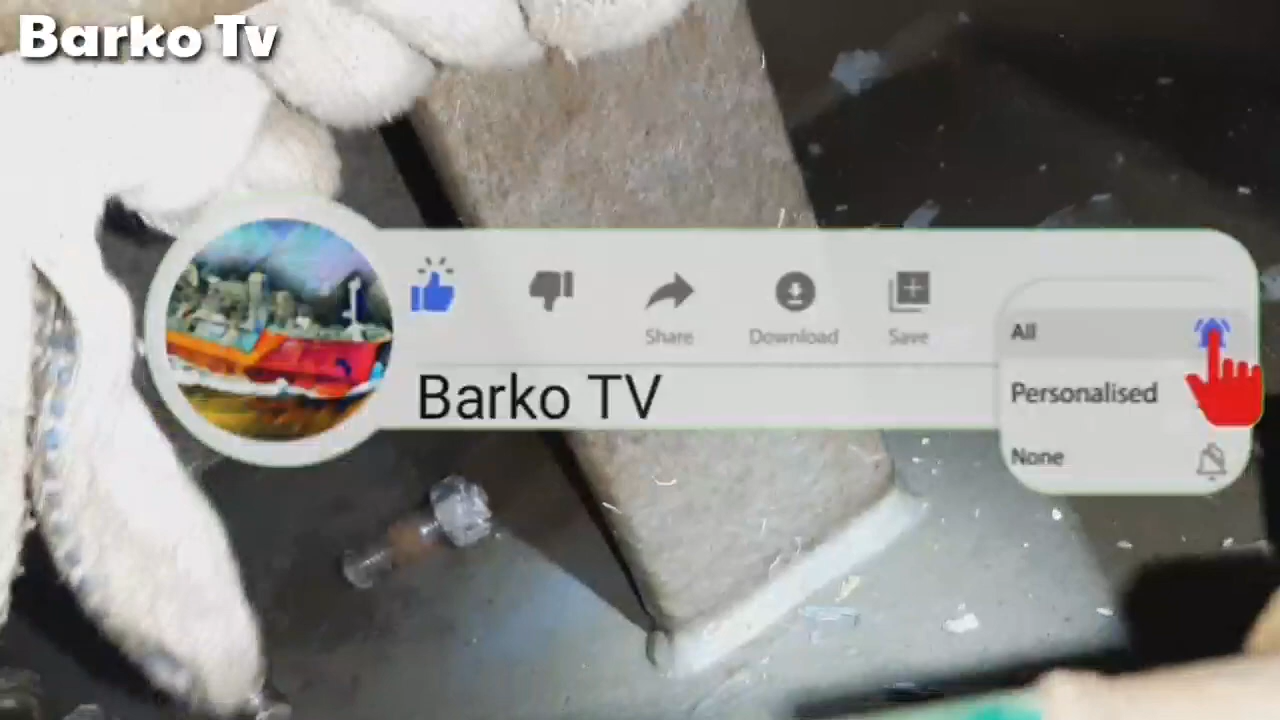 Barko Tv
Share
Download
Save
All
Personalised
None
Barko TV